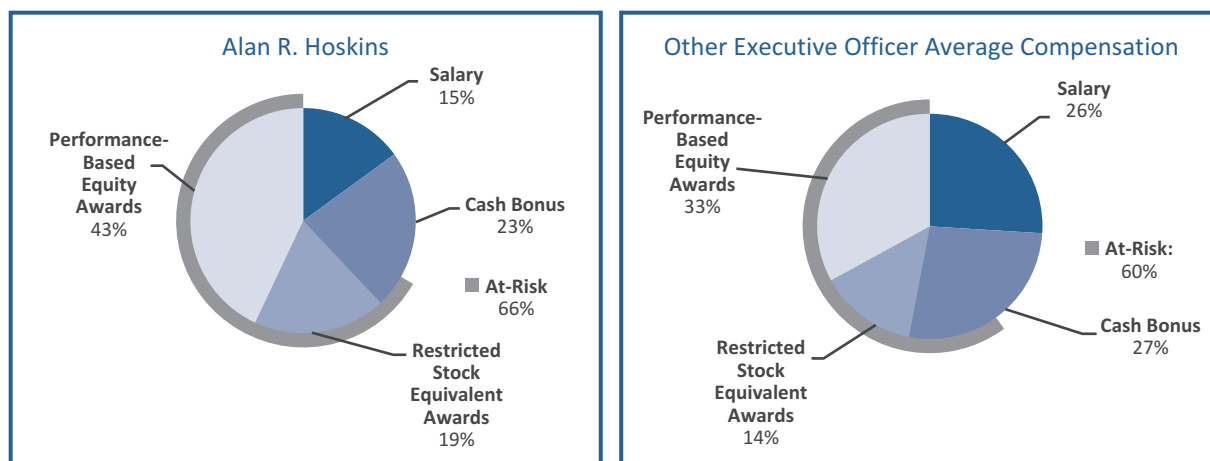 Alan R. Hoskins
Salary
15%
Performance-
Based
Equity
Awards
43%
Cash Bonus
23%
At-Risk
66%
Restricted
Stock
Equivalent
Awards
19%
Other Executive Officer Average Compensation
Salary
26%
Performance-
Based
Equity
Awards
33%
At-Risk:
60%
Cash Bonus
27%
Restricted
Stock
Equivalent
Awards
14%